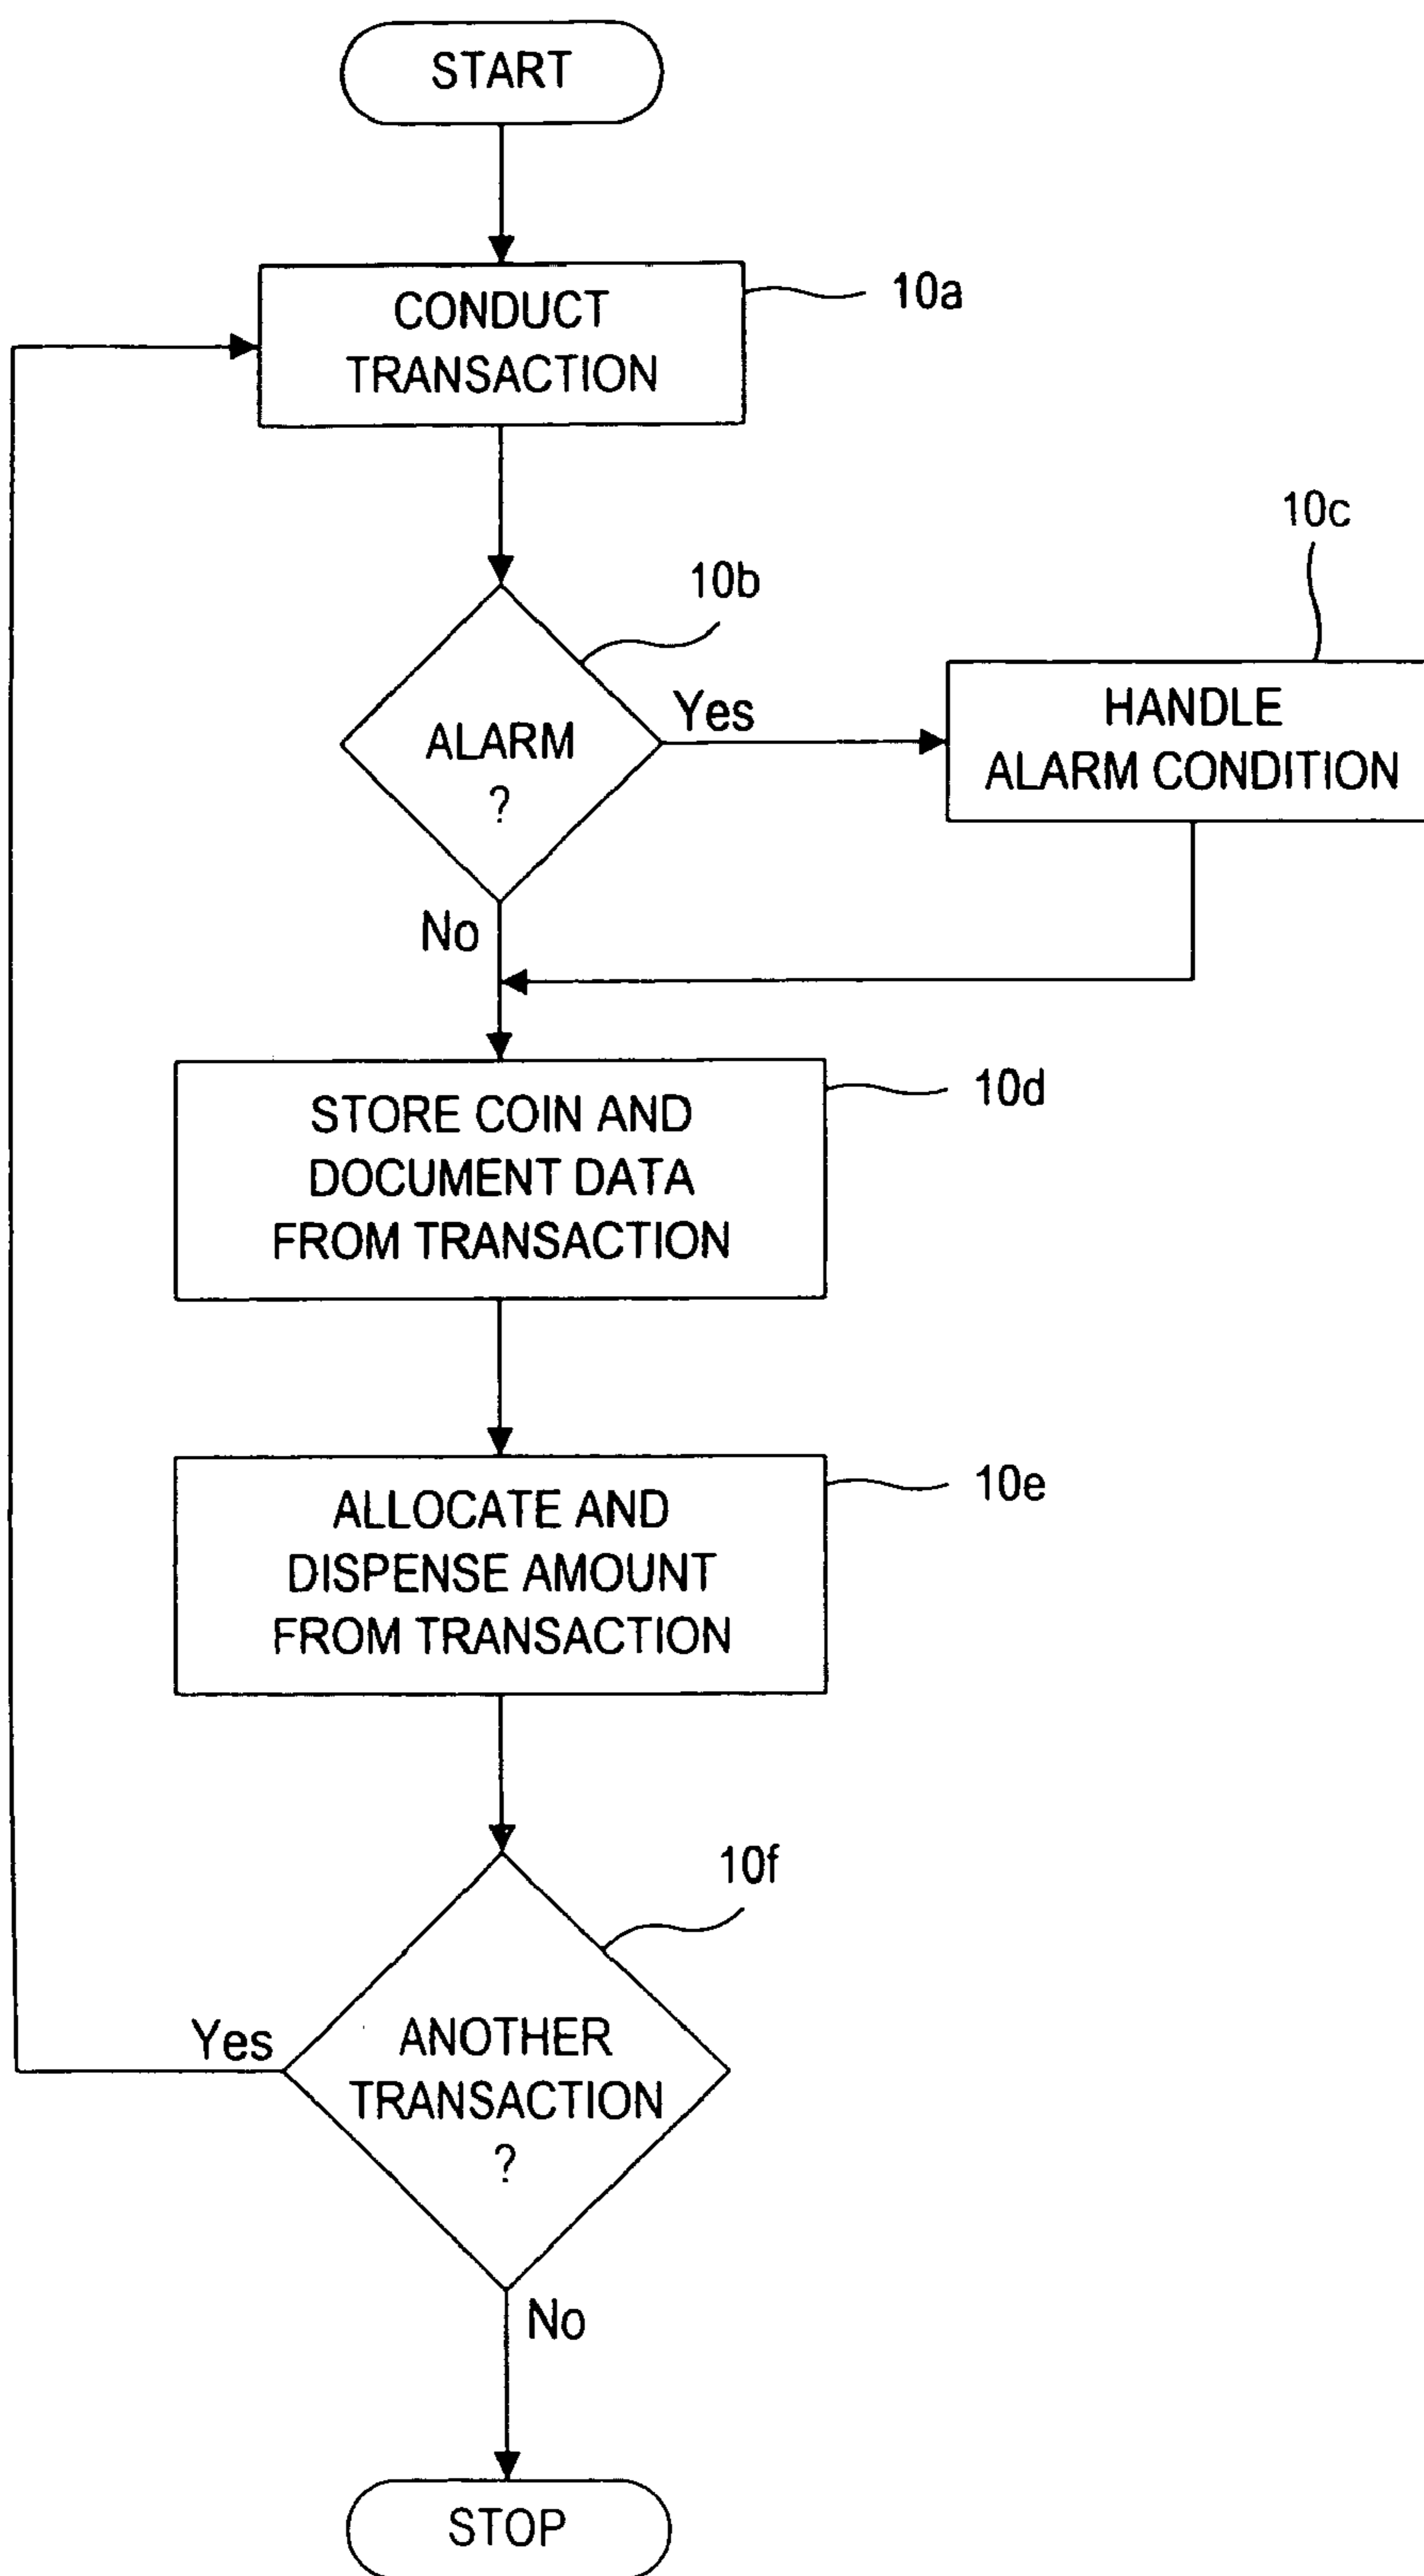 START
CONDUCT
TRANSACTION
10a
10b
ALARM
?
Yes
No
10c
HANDLE
ALARM CONDITION
STORE COIN AND
DOCUMENT DATA
FROM TRANSACTION
10d
ALLOCATE AND
DISPENSE AMOUNT
FROM TRANSACTION
10e
10f
ANOTHER
TRANSACTION
?
Yes
No
STOP